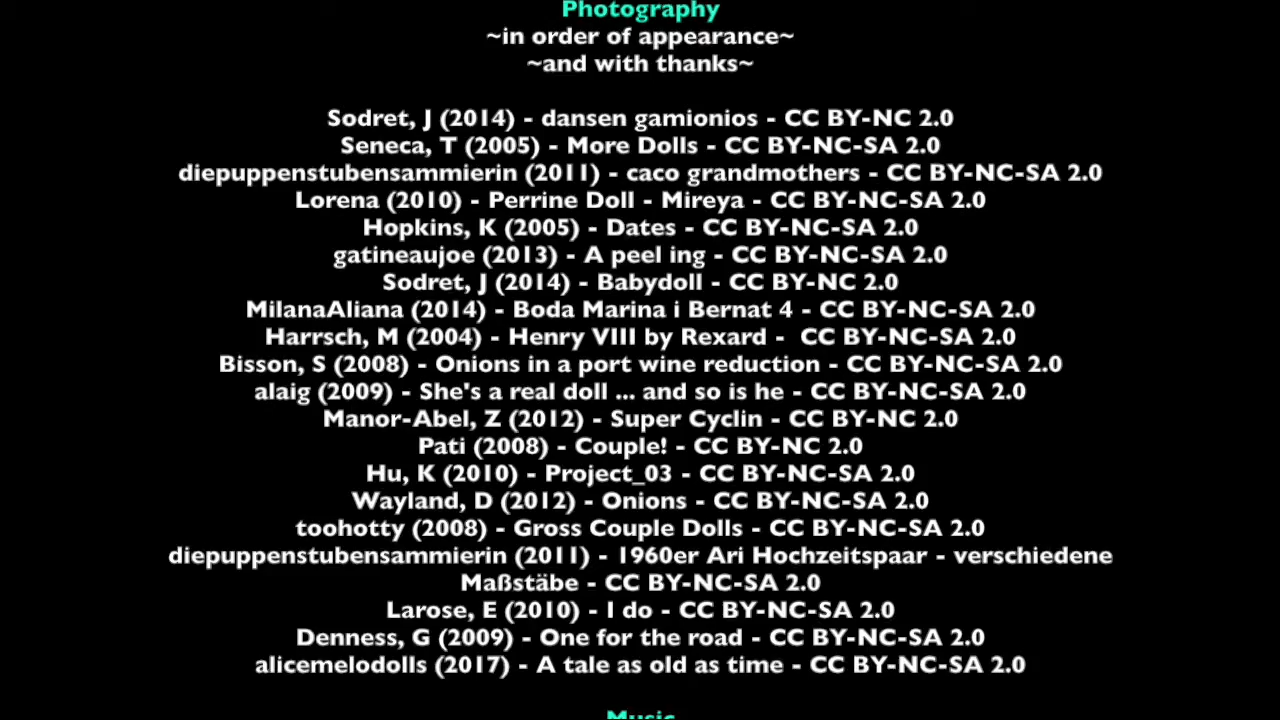 Photography
~in order of appearance~
~and with thanks~
Sodret, J (2014) - dansen gamionios - CC BY-NC 2.0
Seneca, T (2005) - More Dolls - CC BY-NC-SA 2.0
diepuppenstubensammierin (2011) - caco grandmothers - CC BY-NC-SA 2.0
Lorena (2010) - Perrine Doll - Mireya - CC BY-NC-SA 2.0
Hopkins, K (2005) - Dates - CC BY-NC-SA 2.0
gatineaujoe (2013) - A peel ing - CC BY-NC-SA 2.0
Sodret, J (2014) - Babydoll - CC BY-NC 2.0
MilanaAliana (2014) - Boda Marina i Bernat 4 - CC BY-NC-SA 2.0
Harrsch, M (2004) - Henry VIII by Rexard -  CC BY-NC-SA 2.0
Bisson, S (2008) - Onions in a port wine reduction - CC BY-NC-SA 2.0
alaig (2009) - She's a real doll ... and so is he - CC BY-NC-SA 2.0
Manor-Abel, Z (2012) - Super Cyclin - CC BY-NC 2.0
Pati (2008) - Couple! - CC BY-NC 2.0
Hu, K (2010) - Project_03 - CC BY-NC-SA 2.0
Wayland, D (2012) - Onions - CC BY-NC-SA 2.0
toohotty (2008) - Gross Couple Dolls - CC BY-NC-SA 2.0
diepuppenstubensammierin (2011) - 1960er Ari Hochzeitspaar - verschiedene
Maßstäbe - CC BY-NC-SA 2.0
Larose, E (2010) - I do - CC BY-NC-SA 2.0
Denness, G (2009) - One for the road - CC BY-NC-SA 2.0
alicemelodolls (2017) - A tale as old as time - CC BY-NC-SA 2.0
Music